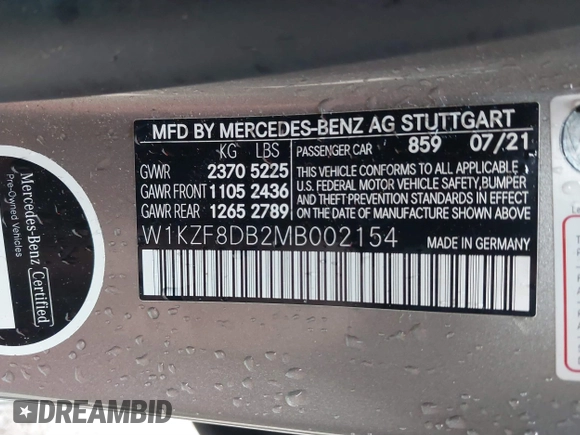 MFD BY MERCEDES-BENZ AG STUTTGART
KG LBS PASSENGER CAR 859 07/21
GVWR 2370 5225
GAWR FRONT 1105 2436
GAWR REAR 1265 2789
THIS VEHICLE CONFORMS TO ALL APPLICABLE
U.S. FEDERAL MOTOR VEHICLE SAFETY, BUMPER
AND THEFT PREVENTION STANDARDS IN EFFECT
ON THE DATE OF MANUFACTURE SHOWN ABOVE.
W1KZF8DB2MB002154 MADE IN GERMANY
Mercedes-Benz Certified
Pre-Owned Vehicles
DREAMBID